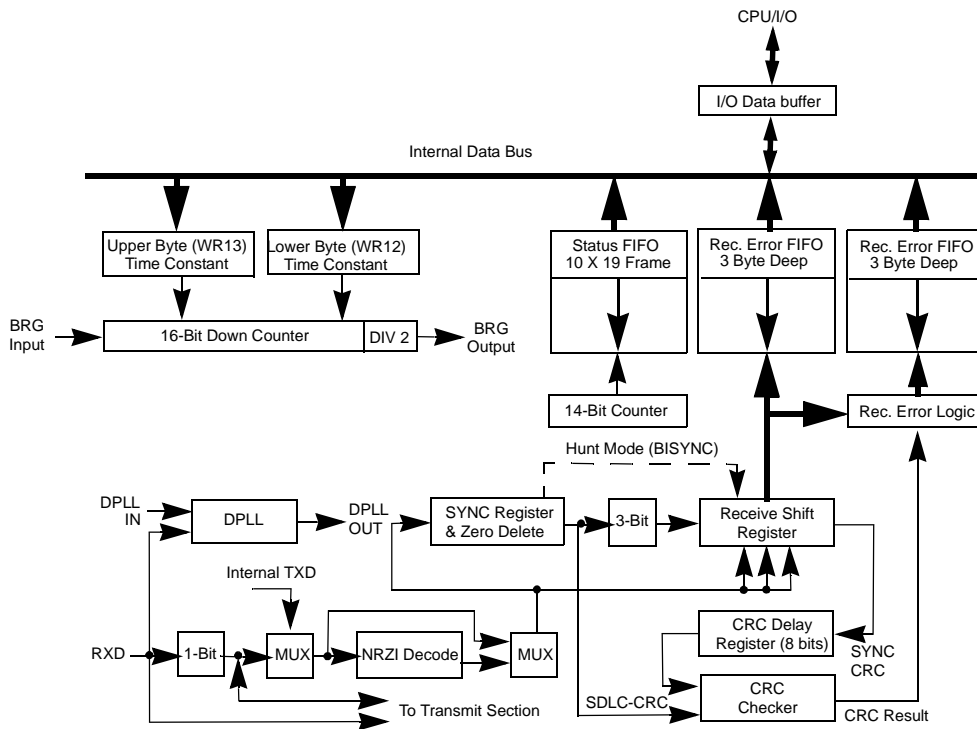 CPU/I/O
I/O Data buffer
Internal Data Bus
Upper Byte (WR13)
Time Constant
Lower Byte (WR12)
Time Constant
Status FIFO
10 X 19 Frame
Rec. Error FIFO
3 Byte Deep
Rec. Error FIFO
3 Byte Deep
BRG
Input
16-Bit Down Counter
DIV 2
BRG
Output
14-Bit Counter
Rec. Error Logic
Hunt Mode (BISYNC)
DPLL
IN
DPLL
DPLL
OUT
SYNC Register
& Zero Delete
3-Bit
Receive Shift
Register
Internal TXD
RXD
1-Bit
MUX
NRZI Decode
MUX
CRC Delay
Register (8 bits)
SYNC
CRC
To Transmit Section
SDLC-CRC
CRC
Checker
CRC Result